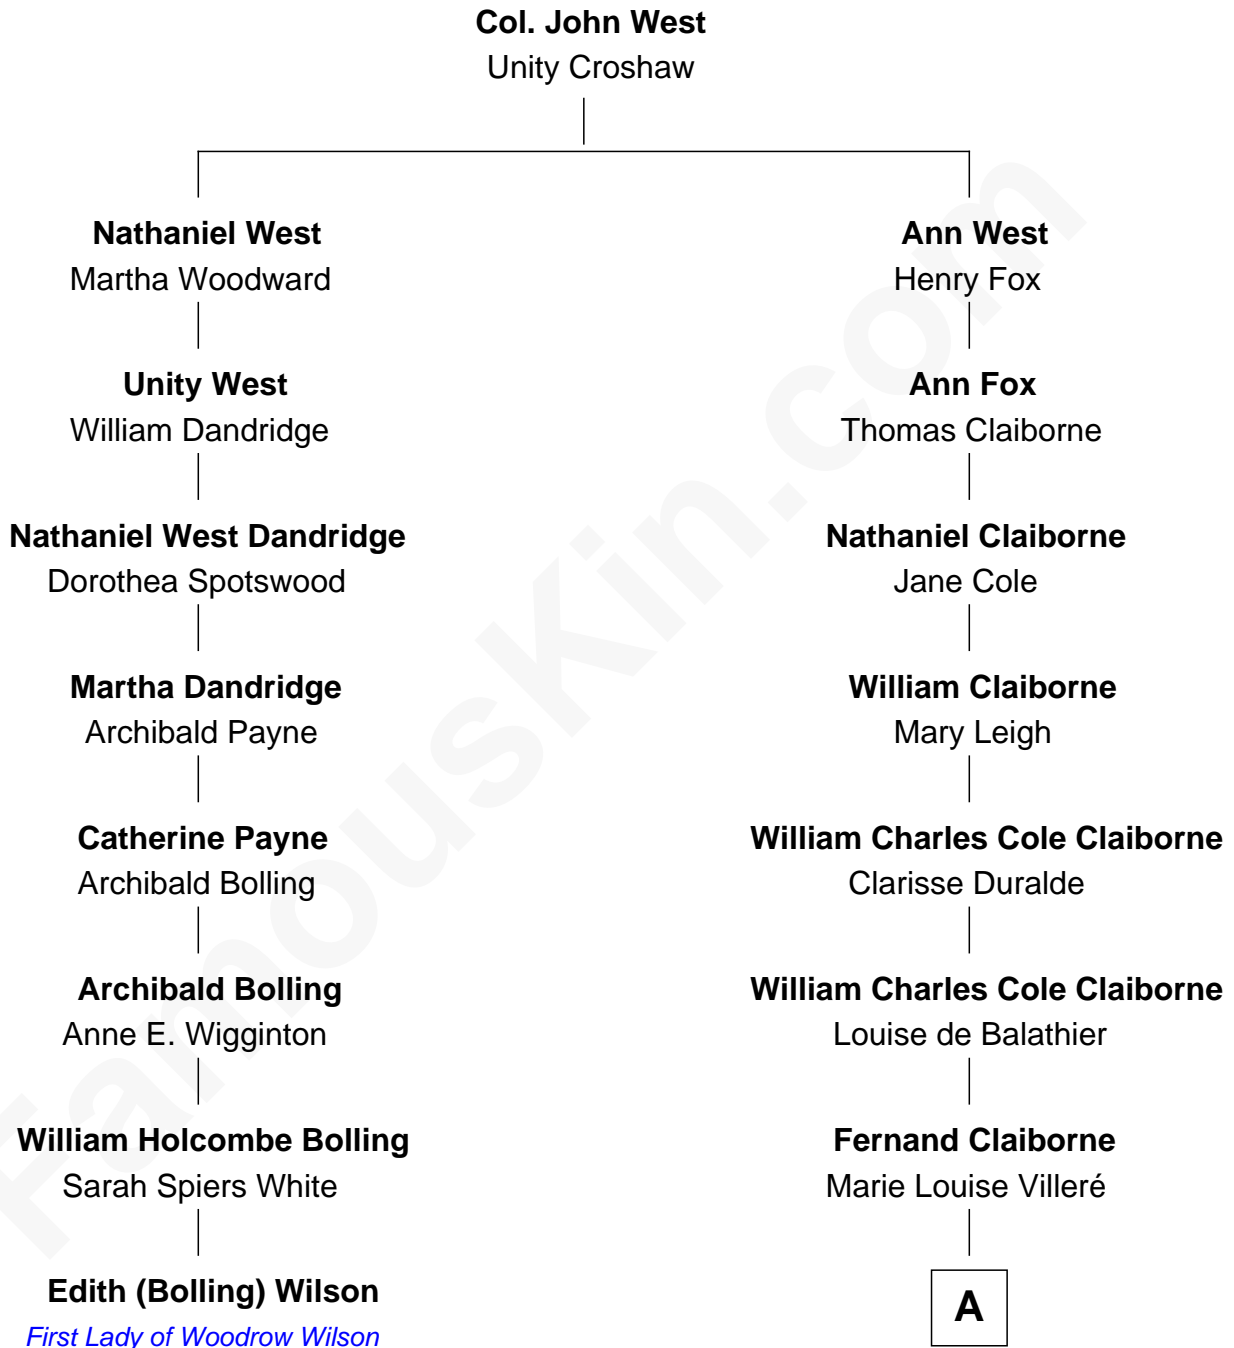 Col. John West
Unity Croshaw
Nathaniel West
Martha Woodward
Ann West
Henry Fox
Unity West
William Dandridge
Ann Fox
Thomas Claiborne
Nathaniel West Dandridge
Dorothea Spotswood
Nathaniel Claiborne
Jane Cole
Martha Dandridge
Archibald Payne
William Claiborne
Mary Leigh
Catherine Payne
Archibald Bolling
William Charles Cole Claiborne
Clarisse Duralde
Archibald Bolling
Anne E. Wigginton
William Charles Cole Claiborne
Louise de Balathier
William Holcombe Bolling
Sarah Spiers White
Fernand Claiborne
Marie Louise Villeré
Edith (Bolling) Wilson
First Lady of Woodrow Wilson
A
FamousKin.com